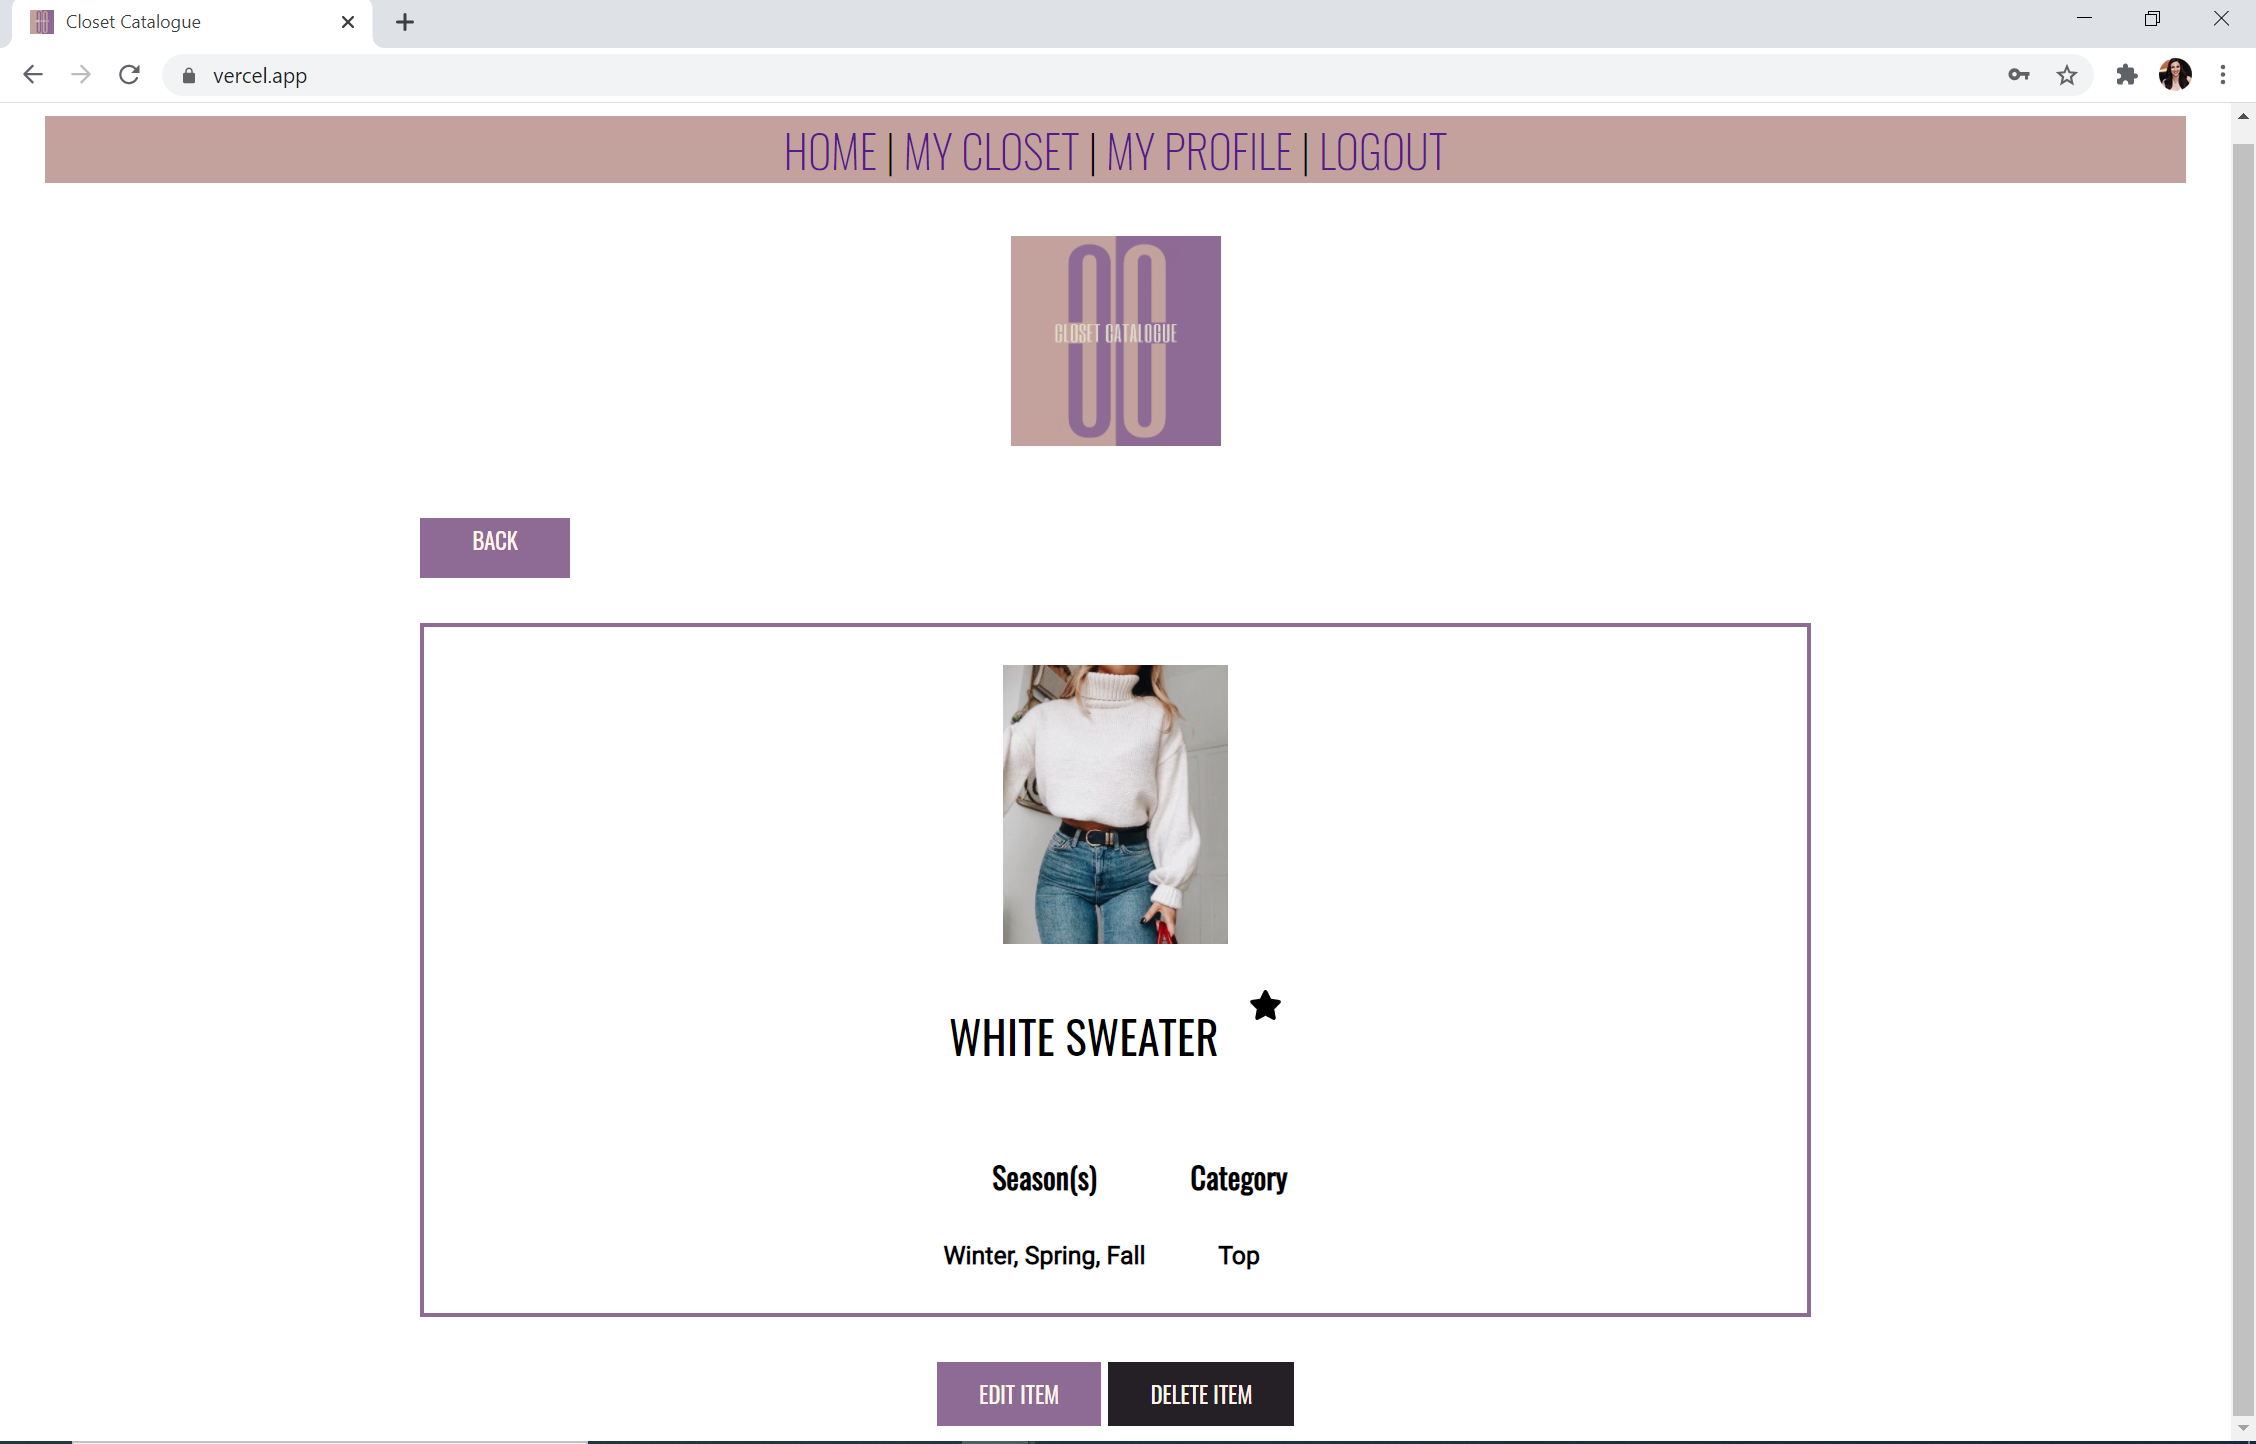 Closet Catalogue
vercel.app
HOME | MY CLOSET | MY PROFILE | LOGOUT
CLOSET CATALOGUE
BACK
WHITE SWEATER
Season(s) Category
Winter, Spring, Fall Top
EDIT ITEM DELETE ITEM